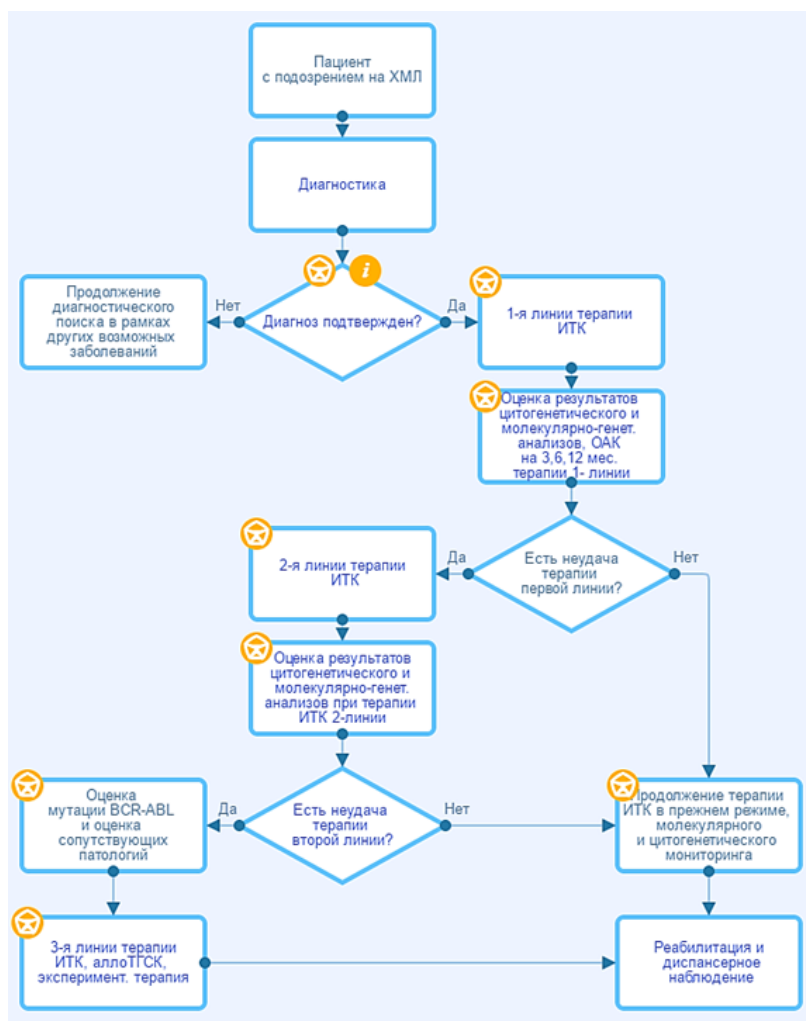 Пациент
с подозрением на ХМЛ
Диагностика
Диагноз подтвержден?
Нет
Да
Продолжение
диагностического
поиска в рамках
других возможных
заболеваний
1-я линии терапии
ИТК
Оценка результатов
цитогенетического и
молекулярно-генет.
анализов, ОАК
на 3,6,12 мес.
терапии 1- линии
Есть неудача
терапии
первой линии?
Да
Нет
2-я линии терапии
ИТК
Оценка результатов
цитогенетического и
молекулярно-генет.
анализов при терапии
ИТК 2-линии
Есть неудача
терапии
второй линии?
Да
Нет
Оценка
мутации BCR-ABL
и оценка
сопутствующих
патологий
Продолжение терапии
ИТК в прежнем режиме,
молекулярного
и цитогенетического
мониторинга
3-я линии терапии
ИТК, аллоТГСК,
эксперимент. терапия
Реабилитация и
диспансерное
наблюдение